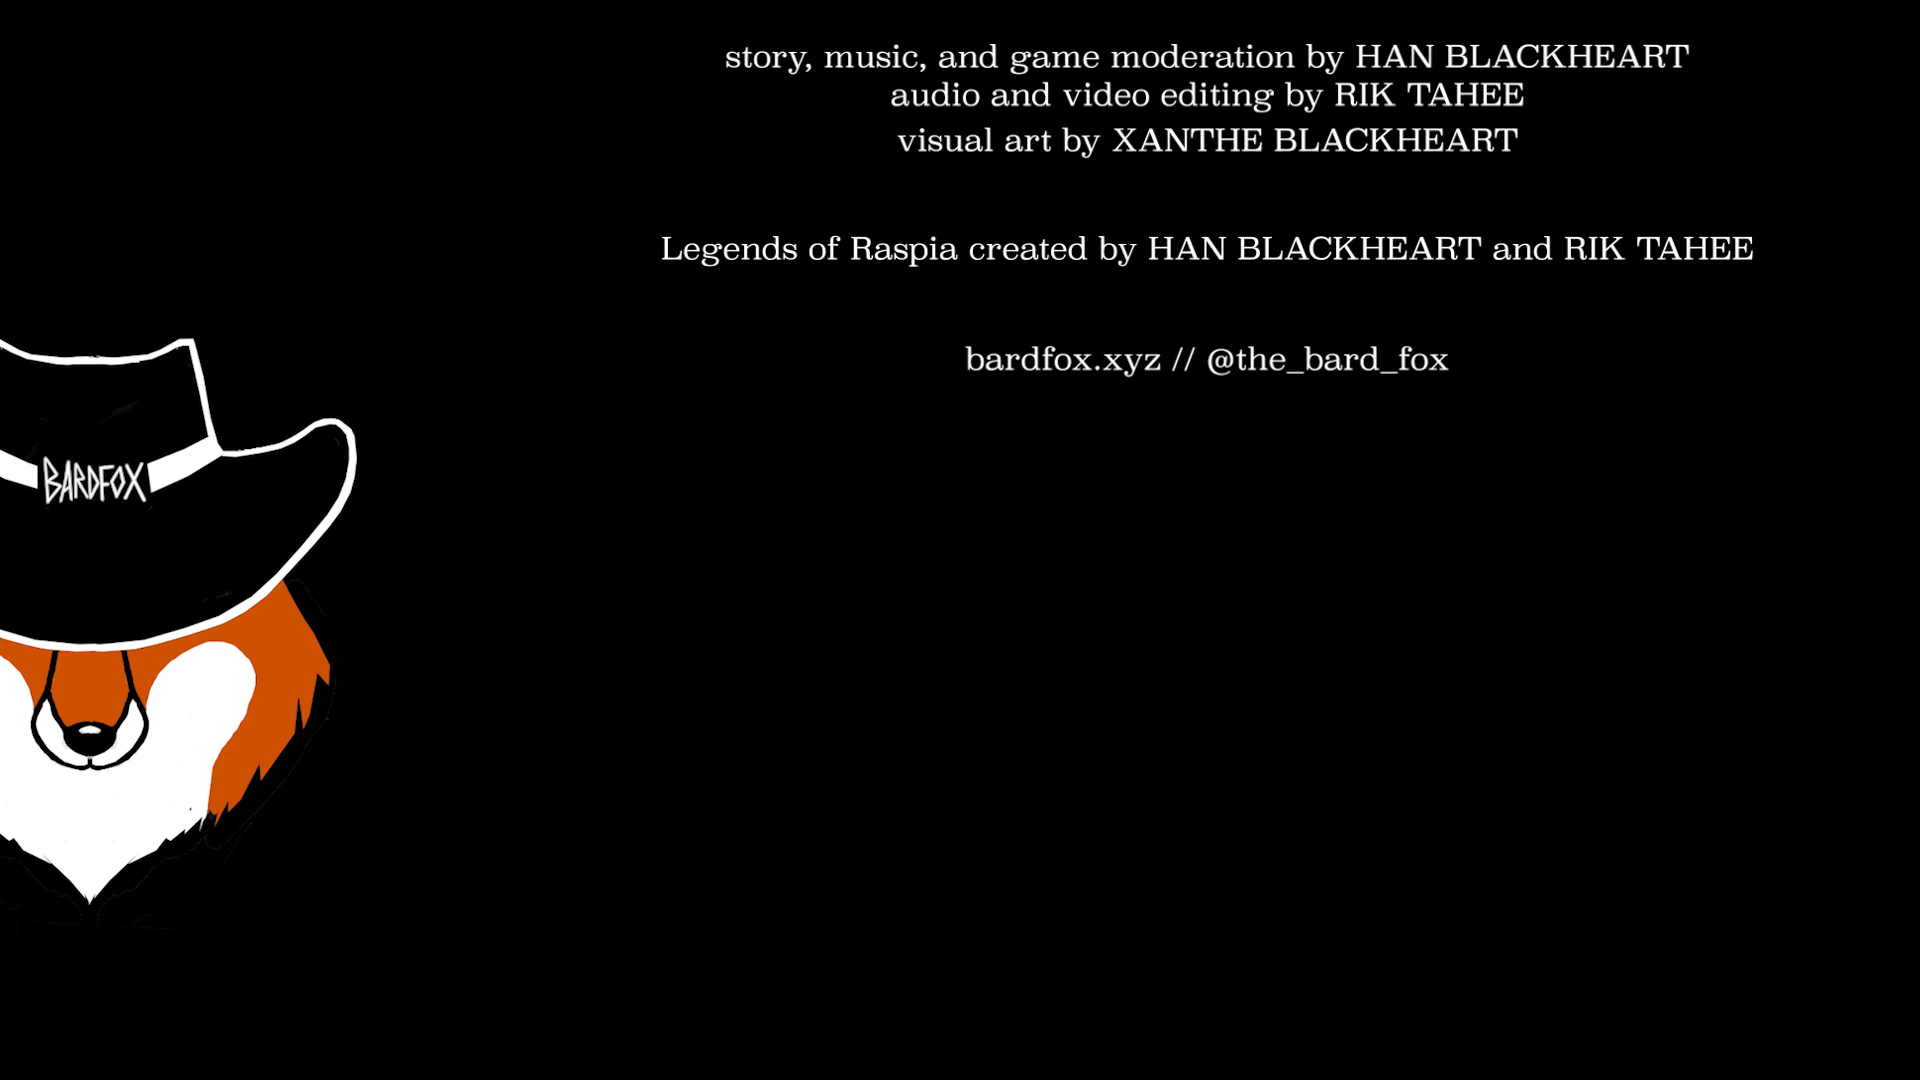 story, music, and game moderation by HAN BLACKHEART
audio and video editing by RIK TAHEE
visual art by XANTHE BLACKHEART
Legends of Raspia created by HAN BLACKHEART and RIK TAHEE
bardfox.xyz // @the_bard_fox
BARDFOX